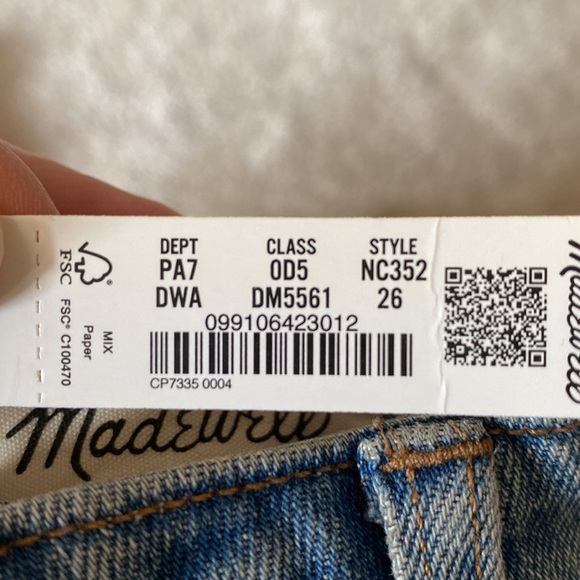 DEPT CLASS STYLE
PA7 0D5 NC352
DWA DM5561 26
099106423012
CP7335 0004
FSC®
MIX
Paper
FSC® C100470
Madewell
Madewell